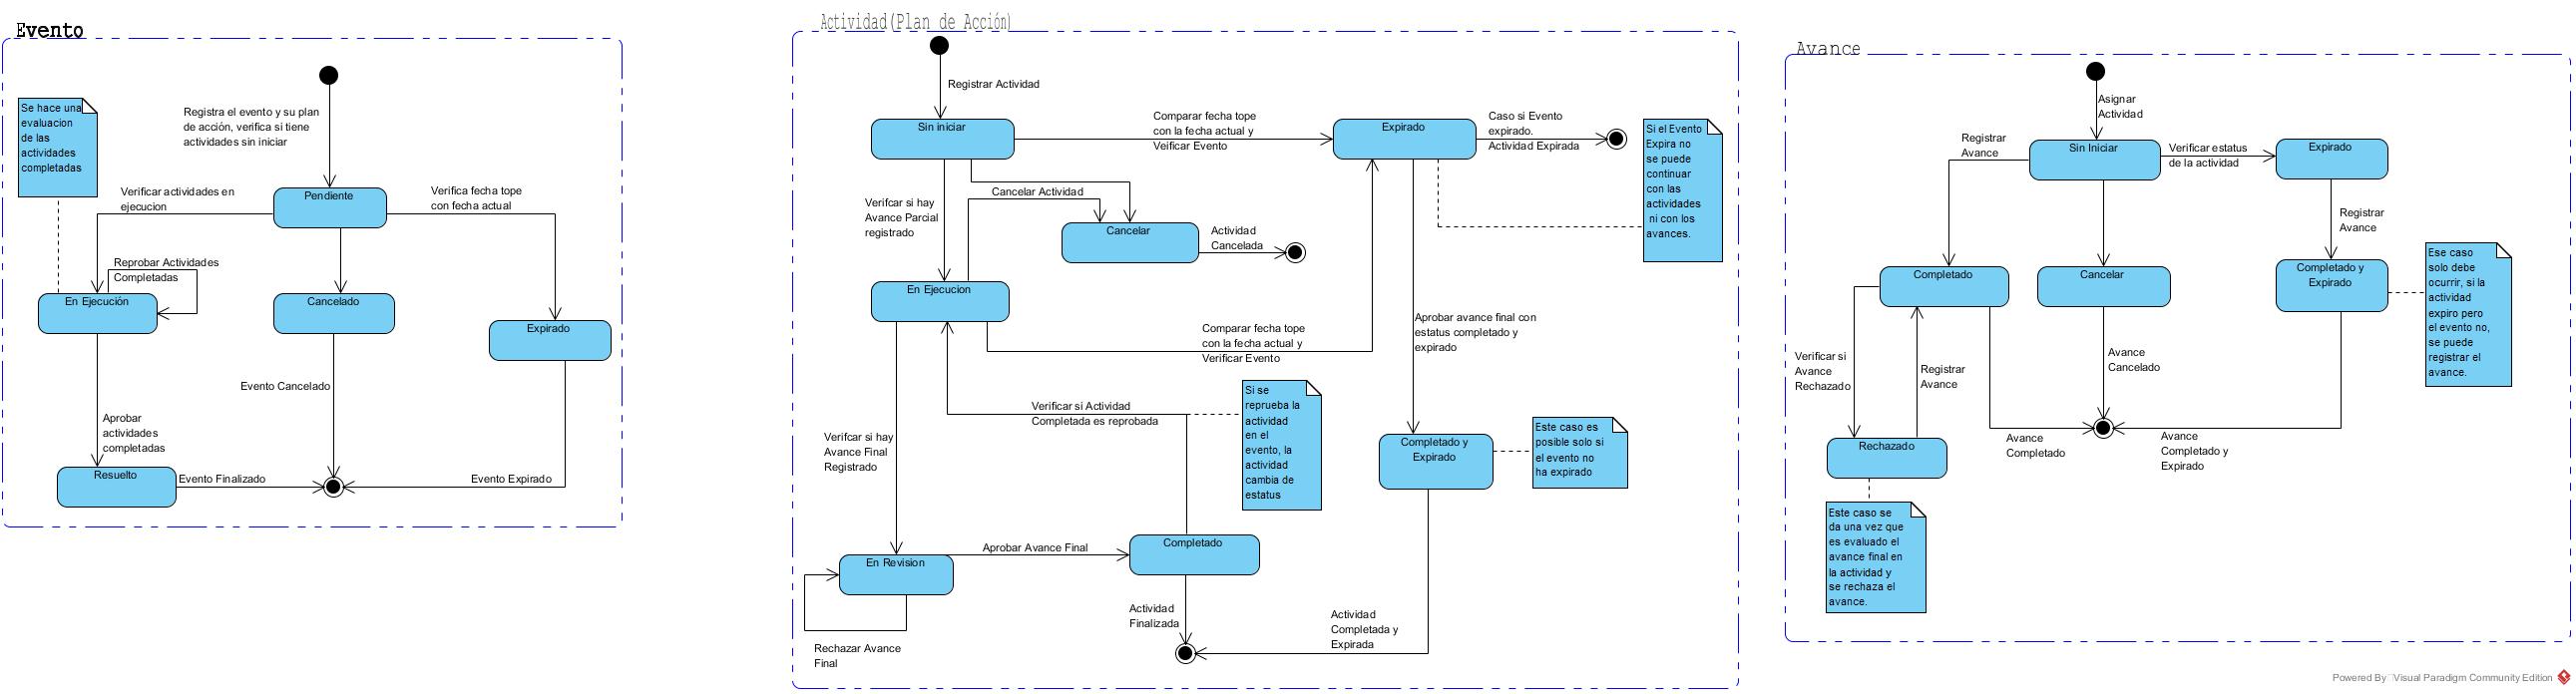 Evento
Se hace una
evaluacion
de las
actividades
completadas
Registra el evento y su plan
de acción, verifica si tiene
actividades sin iniciar
Verificar actividades en
ejecucion
Pendiente
Verifica fecha tope
con fecha actual
Reprobar Actividades
Completadas
En Ejecución
Cancelado
Expirado
Evento Cancelado
Aprobar
actividades
completadas
Resuelto
Evento Finalizado
Evento Expirado
Actividad(Plan de Acción)
Registrar Actividad
Sin iniciar
Comparar fecha tope
con la fecha actual y
Veificar Evento
Expirado
Caso si Evento
expirado.
Actividad Expirada
Si el Evento
Expira no
se puede
continuar
con las
actividades
ni con los
avances.
Cancelar Actividad
Verifcar si hay
Avance Parcial
registrado
Cancelar
Actividad
Cancelada
En Ejecucion
Comparar fecha tope
con la fecha actual y
Verificar Evento
Aprobar avance final con
estatus completado y
expirado
Verificar si Actividad
Completada es reprobada
Si se
reprueba la
actividad
en el
evento, la
actividad
cambia de
estatus
Verifcar si hay
Avance Final
Registrado
Completado y
Expirado
Este caso es
posible solo si
el evento no
ha expirado
En Revision
Aprobar Avance Final
Completado
Rechazar Avance
Final
Actividad
Finalizada
Actividad
Completada y
Expirada
Avance
Asignar
Actividad
Registrar
Avance
Sin Iniciar
Verificar estatus
de la actividad
Expirado
Registrar
Avance
Completado
Cancelar
Completado y
Expirado
Ese caso
solo debe
ocurrir, si la
actividad
expiro pero
el evento no,
se puede
registrar el
avance.
Verificar si
Avance
Rechazado
Registrar
Avance
Avance
Cancelado
Rechazado
Avance
Completado
Avance
Completado y
Expirado
Este caso se
da una vez que
es evaluado el
avance final en
la actividad y
se rechaza el
avance.
Powered By Visual Paradigm Community Edition